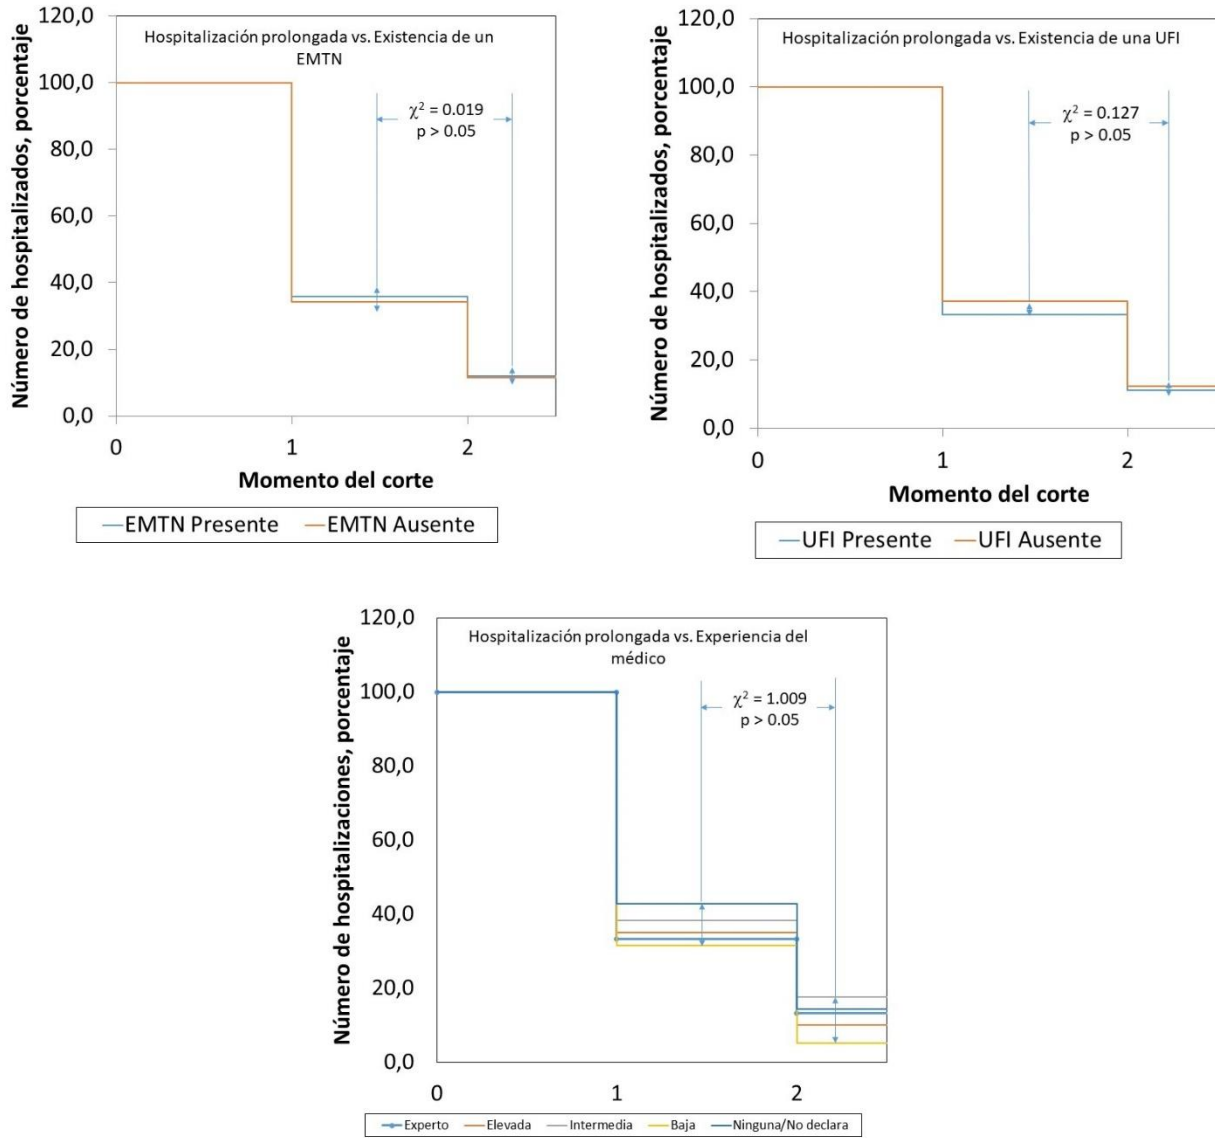 Número de hospitalizados, porcentaje
120,0
100,0
80,0
60,0
40,0
20,0
0,0
Hospitalización prolongada vs. Existencia de un
EMTN
χ² = 0.019
p > 0.05
0
1
2
Momento del corte
EMTN Presente
EMTN Ausente
Número de hospitalizados, porcentaje
120,0
100,0
80,0
60,0
40,0
20,0
0,0
Hospitalización prolongada vs. Existencia de una UFI
χ² = 0.127
p > 0.05
0
1
2
Momento del corte
UFI Presente
UFI Ausente
Número de hospitalizaciones, porcentaje
120,0
100,0
80,0
60,0
40,0
20,0
0,0
Hospitalización prolongada vs. Experiencia del
médico
χ² = 1.009
p > 0.05
0
1
2
Experto
Elevada
Intermedia
Baja
Ninguna/No declara